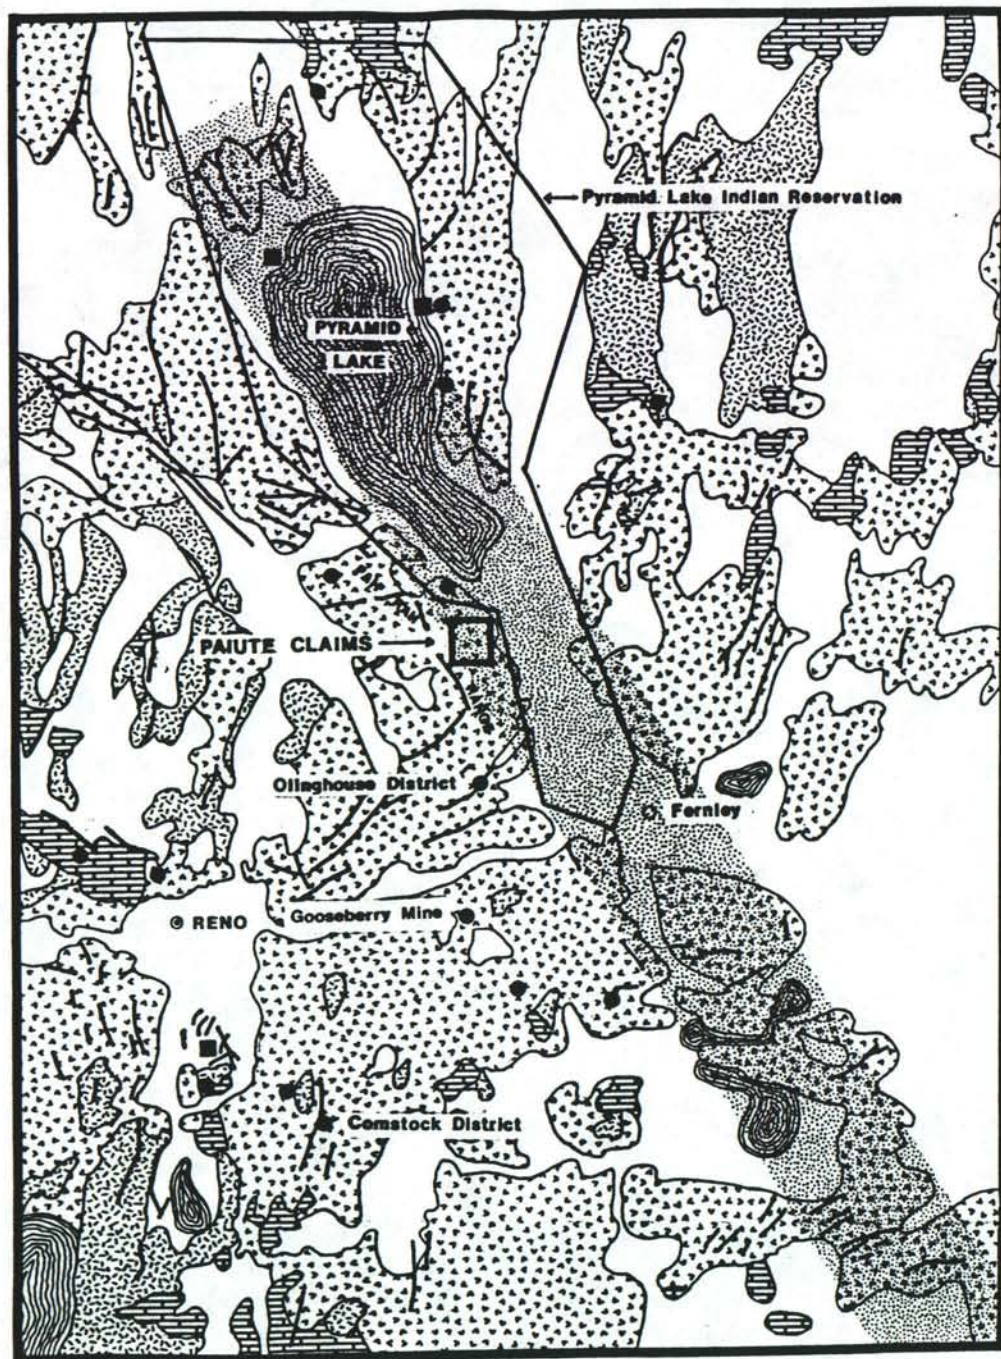 Pyramid Lake Indian Reservation
PYRAMID
LAKE
PAIUTE CLAIMS
Olinghouse District
Fernley
Gooseberry Mine
RENO
Comstock District